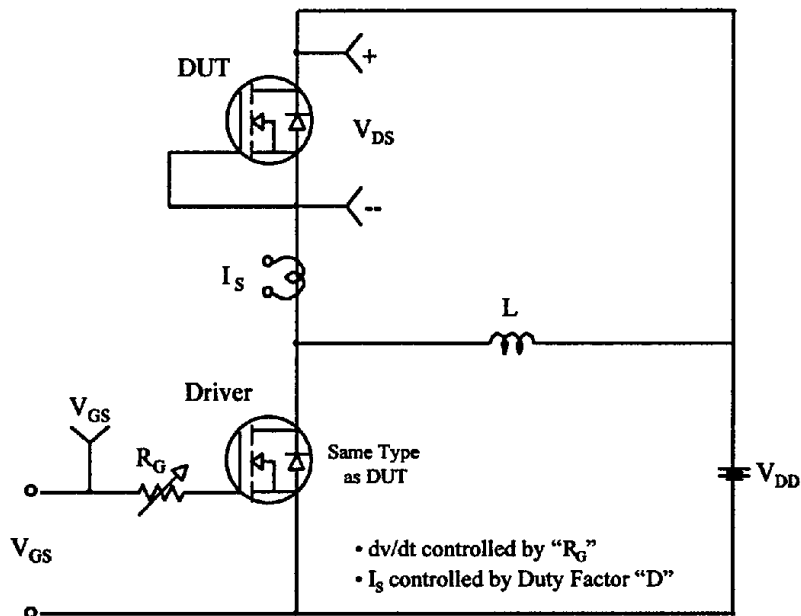 DUT
+
V_DS
--
I_S
L
Driver
V_GS
R_G
Same Type
as DUT
V_DD
V_GS
• dv/dt controlled by “R_G”
• I_S controlled by Duty Factor “D”